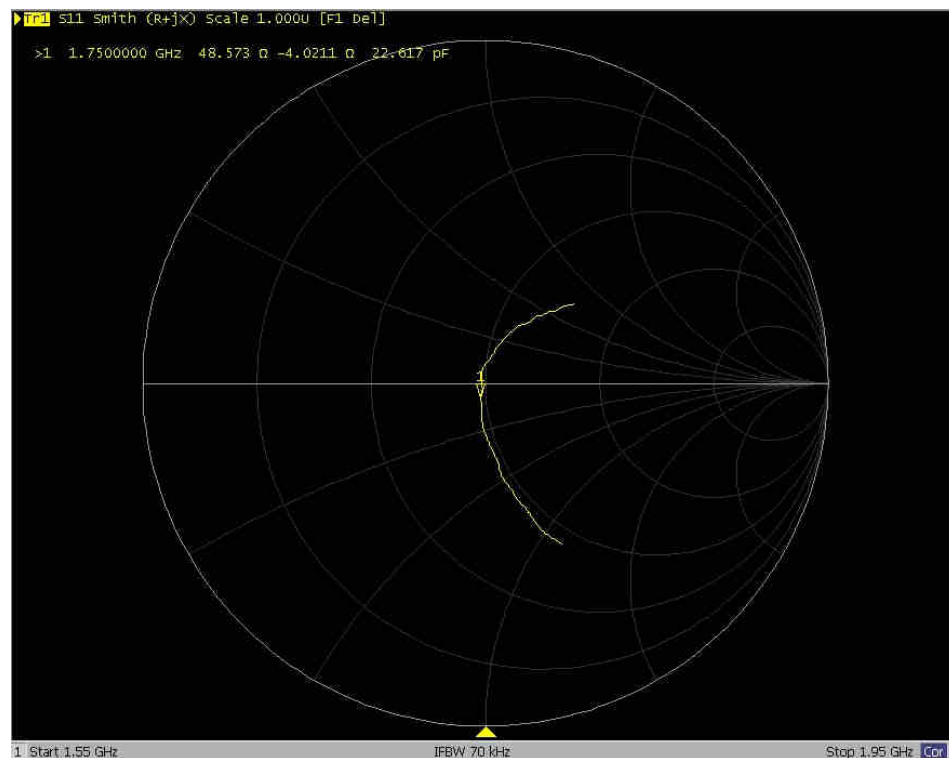 Tr1 S11 Smith (R+jX) Scale 1.000U [F1 Del]
>1 1.7500000 GHz 48.573 Ω -4.0211 Ω 22.617 pF
1
1 Start 1.55 GHz IFBW 70 kHz Stop 1.95 GHz Cor